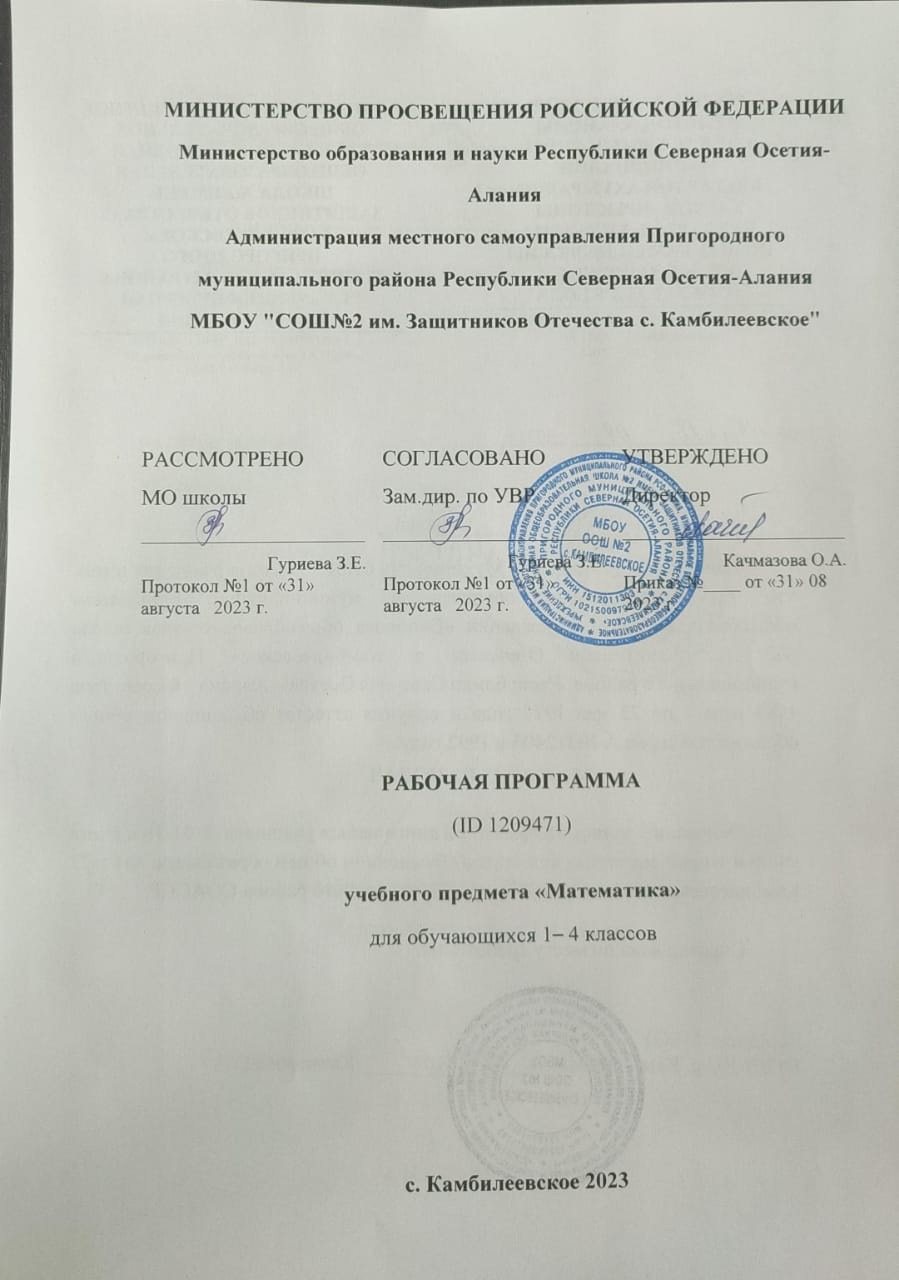 МИНИСТЕРСТВО ПРОСВЕЩЕНИЯ РОССИЙСКОЙ ФЕДЕРАЦИИ
Министерство образования и науки Республики Северная Осетия-
Алания
Администрация местного самоуправления Пригородного
муниципального района Республики Северная Осетия-Алания
МБОУ "СОШ№2 им. Защитников Отечества с. Камбилеевское"
РАССМОТРЕНО
МО школы
Гуриева З.Е.
Протокол №1 от «31»
августа 2023 г.
СОГЛАСОВАНО
Зам.дир. по УВР
Гуриева З.Е.
Протокол №1 от «31»
августа 2023 г.
УТВЕРЖДЕНО
Директор
Качмазова О.А.
Приказ №____ от «31» 08
2023 г.
МБОУ
СОШ №2
с. КАМБИЛЕЕВСКОЕ
РАБОЧАЯ ПРОГРАММА
(ID 1209471)
учебного предмета «Математика»
для обучающихся 1– 4 классов
с. Камбилеевское 2023